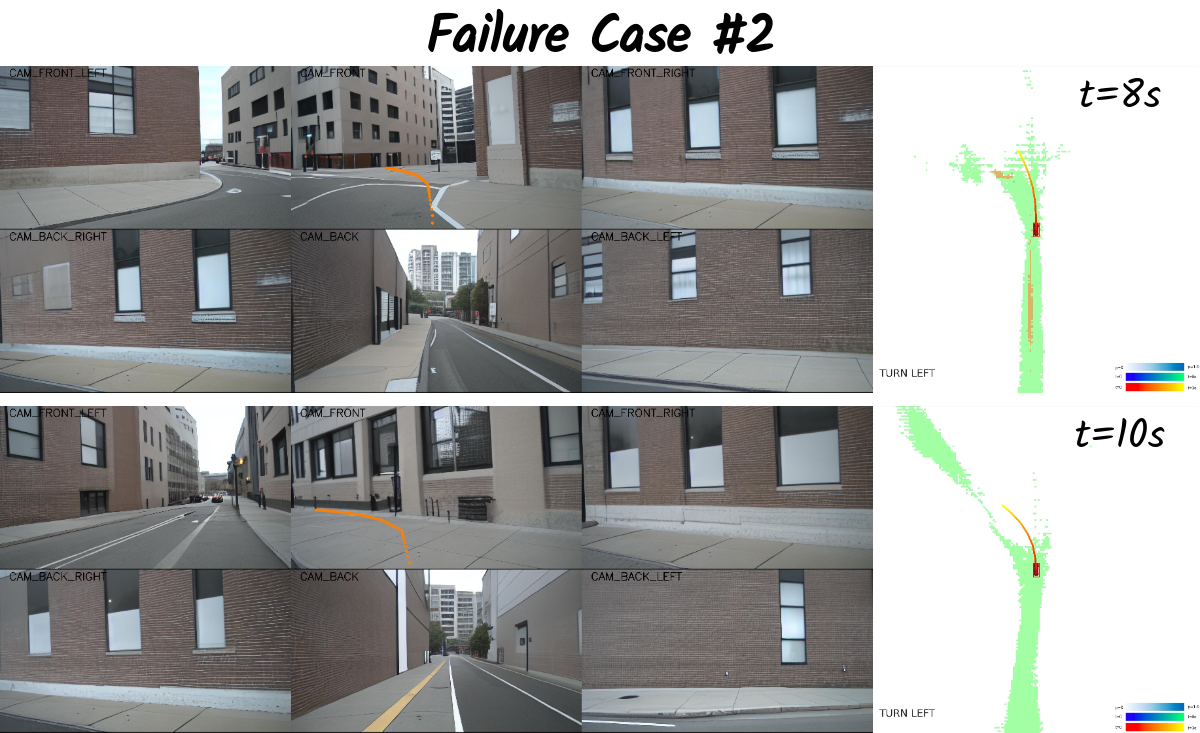 Failure Case #2
CAM_FRONT_LEFT
CAM_FRONT
CAM_FRONT_RIGHT
t=8s
CAM_BACK_RIGHT
CAM_BACK
CAM_BACK_LEFT
TURN LEFT
CAM_FRONT_LEFT
CAM_FRONT
CAM_FRONT_RIGHT
t=10s
CAM_BACK_RIGHT
CAM_BACK
CAM_BACK_LEFT
TURN LEFT